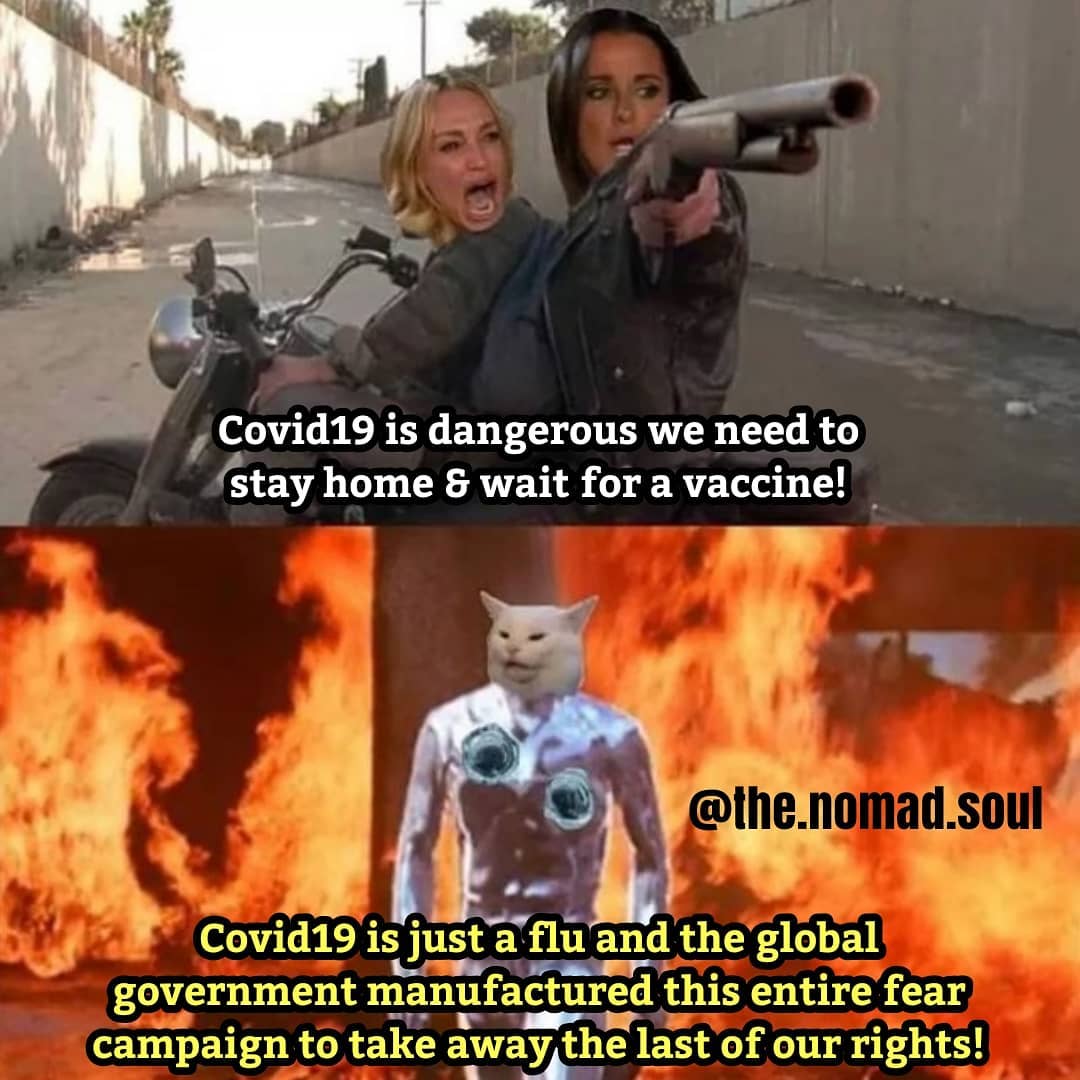 Covid19 is dangerous we need to
stay home & wait for a vaccine!
@the.nomad.soul
Covid19 is just a flu and the global
government manufactured this entire fear
campaign to take away the last of our rights!